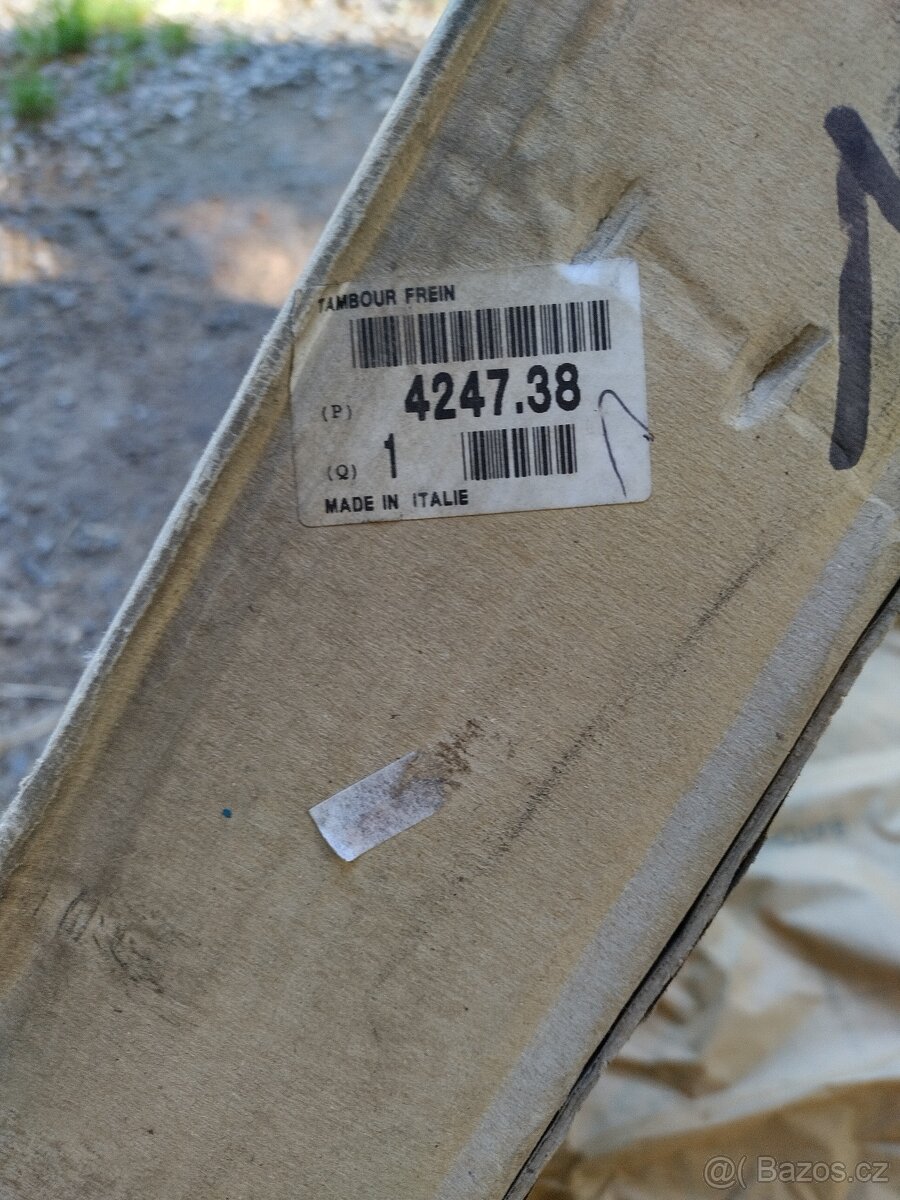 TAMBOUR FREIN
(P) 4247.38
(Q) 1
MADE IN ITALIE
@( Bazos.cz